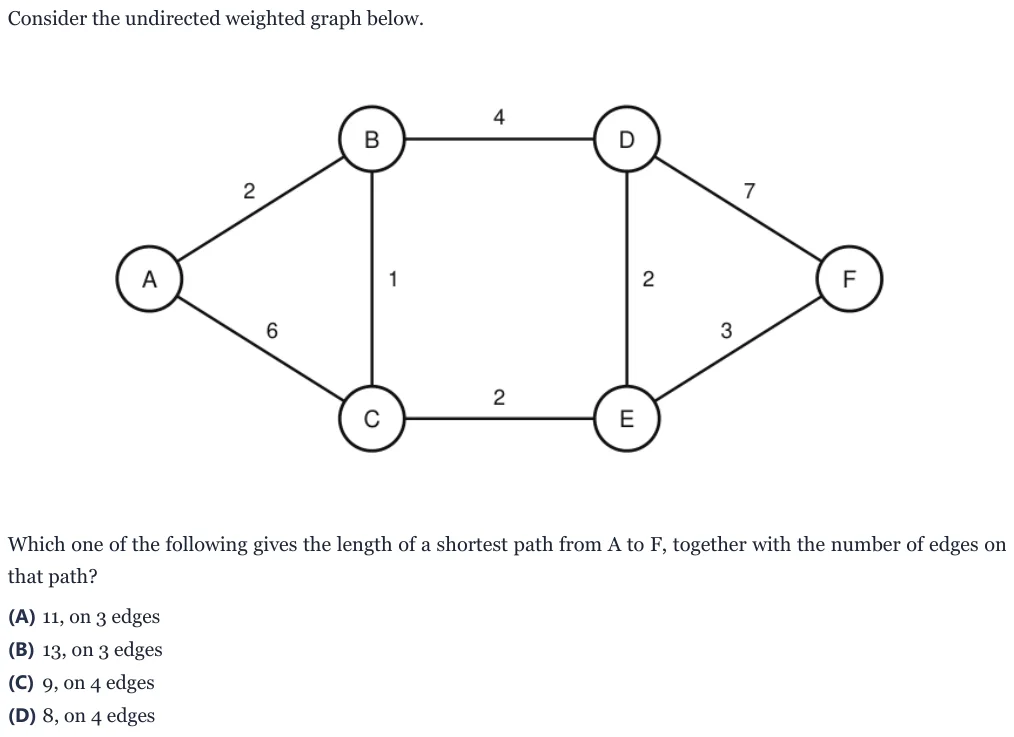 Consider the undirected weighted graph below.
4
B
D
2
7
A
1
2
F
6
3
2
C
E
Which one of the following gives the length of a shortest path from A to F, together with the number of edges on
that path?
(A) 11, on 3 edges
(B) 13, on 3 edges
(C) 9, on 4 edges
(D) 8, on 4 edges